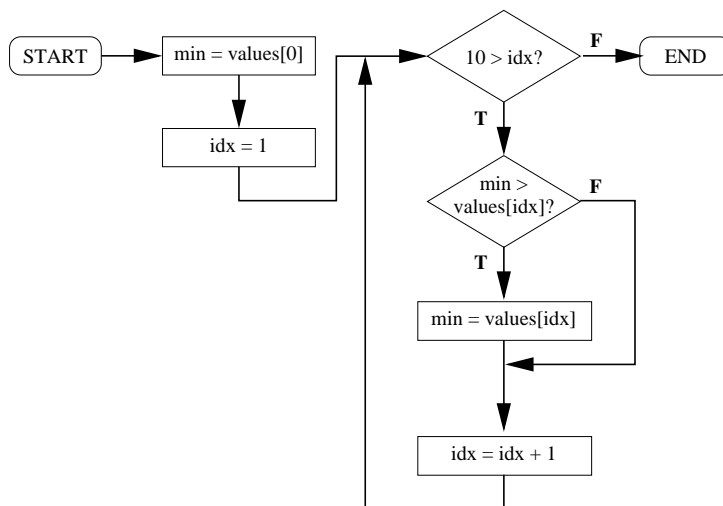 START
min = values[0]
idx = 1
10 > idx?
F
END
T
min >
values[idx]?
F
T
min = values[idx]
idx = idx + 1